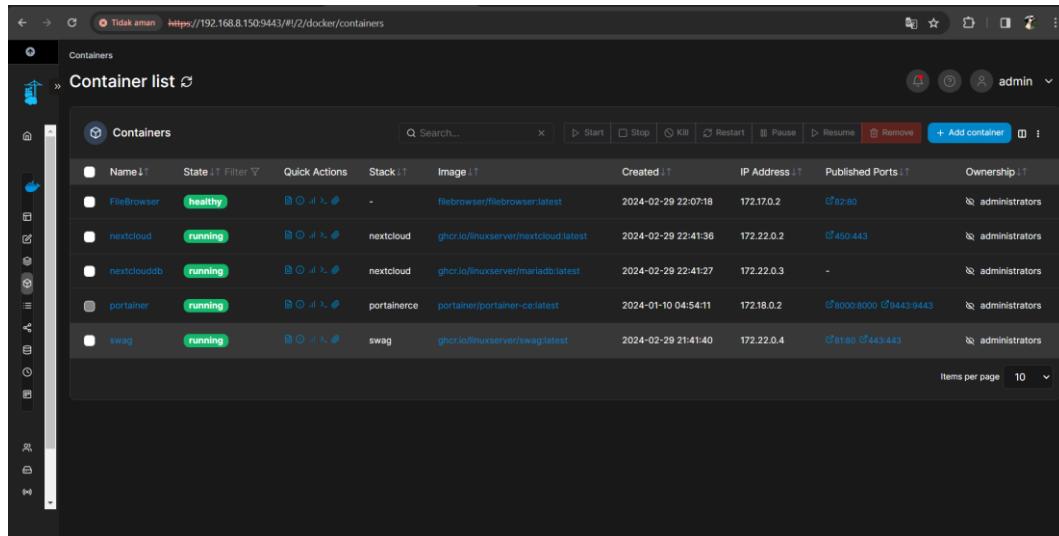 Tidak aman https://192.168.8.150:9443/#!/2/docker/containers
Containers
Container list
admin
Containers Search... Start Stop Kill Restart Pause Resume Remove + Add container
Name State Filter Quick Actions Stack Image Created IP Address Published Ports Ownership
FileBrowser healthy - filebrowser/filebrowser:latest 2024-02-29 22:07:18 172.17.0.2 82:80 administrators
nextcloud running nextcloud ghcr.io/linuxserver/nextcloud:latest 2024-02-29 22:41:36 172.22.0.2 450:443 administrators
nextclouddb running nextcloud ghcr.io/linuxserver/mariadb:latest 2024-02-29 22:41:27 172.22.0.3 - administrators
portainer running portainerce portainer/portainer-ce:latest 2024-01-10 04:54:11 172.18.0.2 8000:8000 9443:9443 administrators
swag running swag ghcr.io/linuxserver/swag:latest 2024-02-29 21:41:40 172.22.0.4 81:80 443:443 administrators
Items per page 10